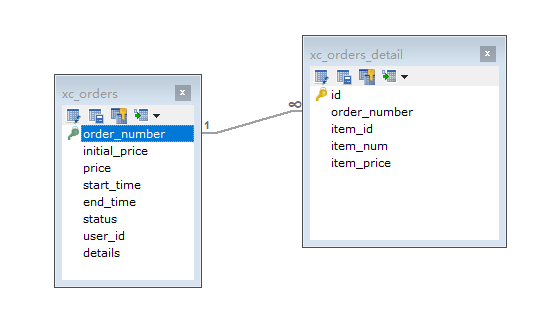 xc_orders
order_number
initial_price
price
start_time
end_time
status
user_id
details
1
∞
xc_orders_detail
id
order_number
item_id
item_num
item_price